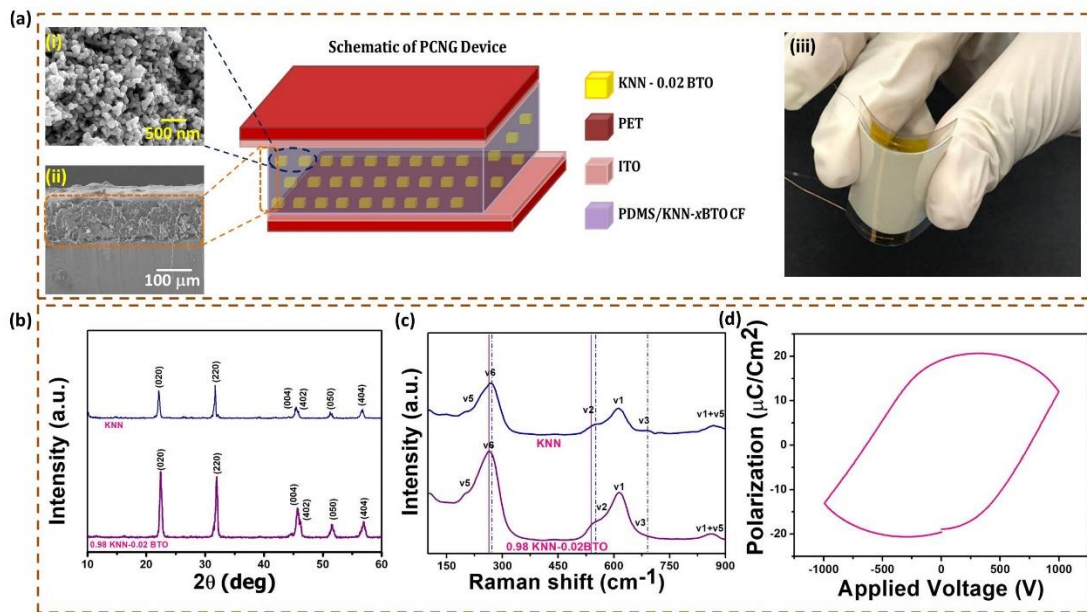 (a)
(i)
500 nm
(ii)
100 μm
Schematic of PCNG Device
KNN - 0.02 BTO
PET
ITO
PDMS/KNN-xBTO CF
(iii)
(b)
Intensity (a.u.)
(020)
(220)
(004)
(402)
(050)
(404)
KNN
(020)
(220)
(004)
(402)
(050)
(404)
0.98 KNN-0.02 BTO
10 20 30 40 50 60
2θ (deg)
(c)
Intensity (a.u.)
v5
v6
v2
v1
v3
v1+v5
KNN
v5
v6
v2
v1
v3
v1+v5
0.98 KNN-0.02BTO
150 300 450 600 750 900
Raman shift (cm-1)
(d)
Polarization (μC/Cm2)
20
10
0
-10
-20
-1000 -500 0 500 1000
Applied Voltage (V)